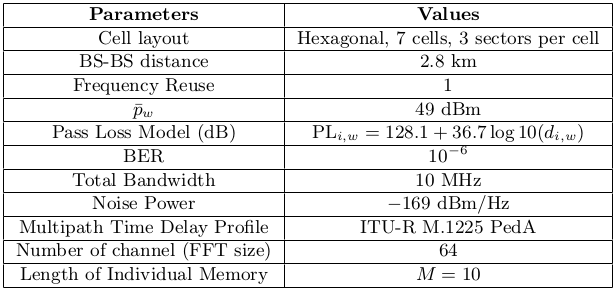 Parameters Values
Cell layout Hexagonal, 7 cells, 3 sectors per cell
BS-BS distance 2.8 km
Frequency Reuse 1
p̄_w 49 dBm
Pass Loss Model (dB) PL_{i,w} = 128.1 + 36.7 log 10(d_{i,w})
BER 10^{−6}
Total Bandwidth 10 MHz
Noise Power −169 dBm/Hz
Multipath Time Delay Profile ITU-R M.1225 PedA
Number of channel (FFT size) 64
Length of Individual Memory M = 10